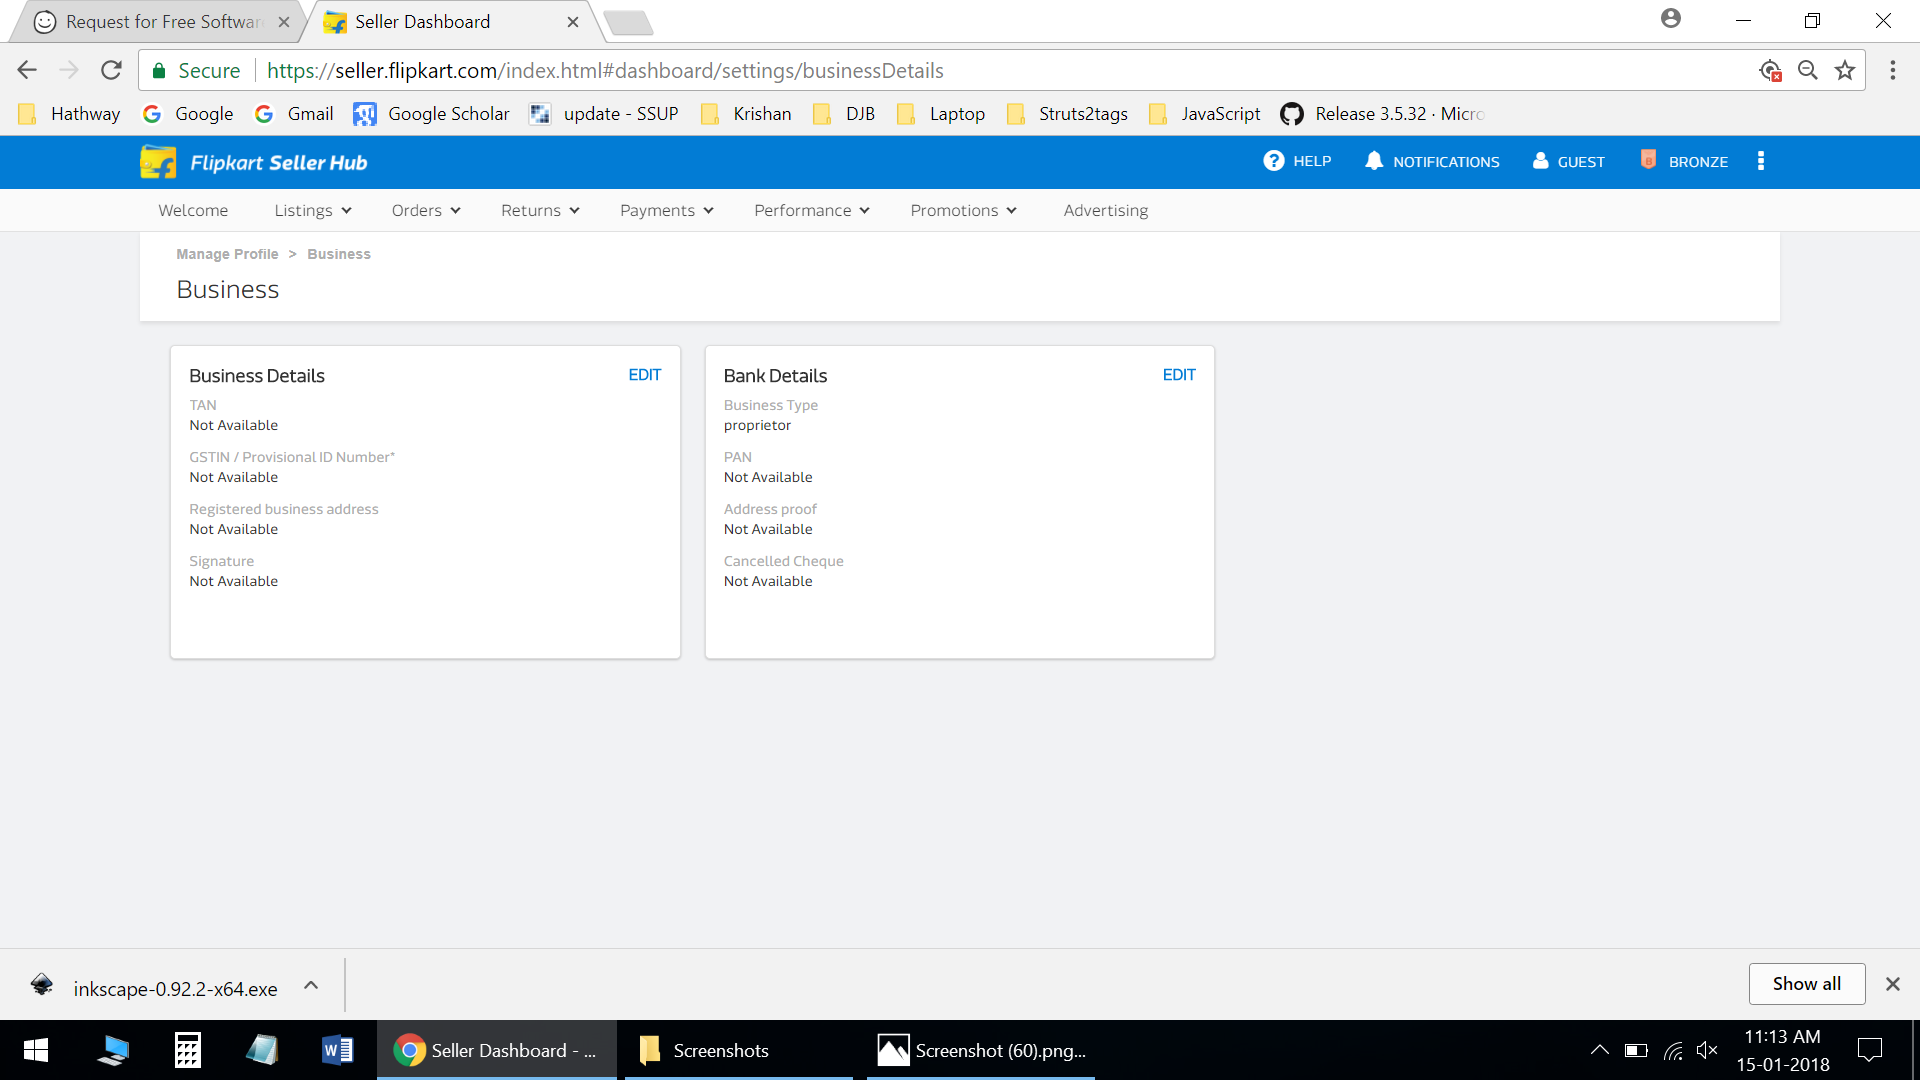 Request for Free Softwar
Seller Dashboard
Secure
https://seller.flipkart.com/index.html#dashboard/settings/businessDetails
Hathway
Google
Gmail
Google Scholar
update - SSUP
Krishan
DJB
Laptop
Struts2tags
JavaScript
Release 3.5.32 · Micro
Flipkart Seller Hub
HELP
NOTIFICATIONS
GUEST
BRONZE
Welcome
Listings
Orders
Returns
Payments
Performance
Promotions
Advertising
Manage Profile > Business
Business
Business Details
EDIT
TAN
Not Available
GSTIN / Provisional ID Number*
Not Available
Registered business address
Not Available
Signature
Not Available
Bank Details
EDIT
Business Type
proprietor
PAN
Not Available
Address proof
Not Available
Cancelled Cheque
Not Available
inkscape-0.92.2-x64.exe
Show all
Seller Dashboard - ...
Screenshots
Screenshot (60).png...
11:13 AM
15-01-2018